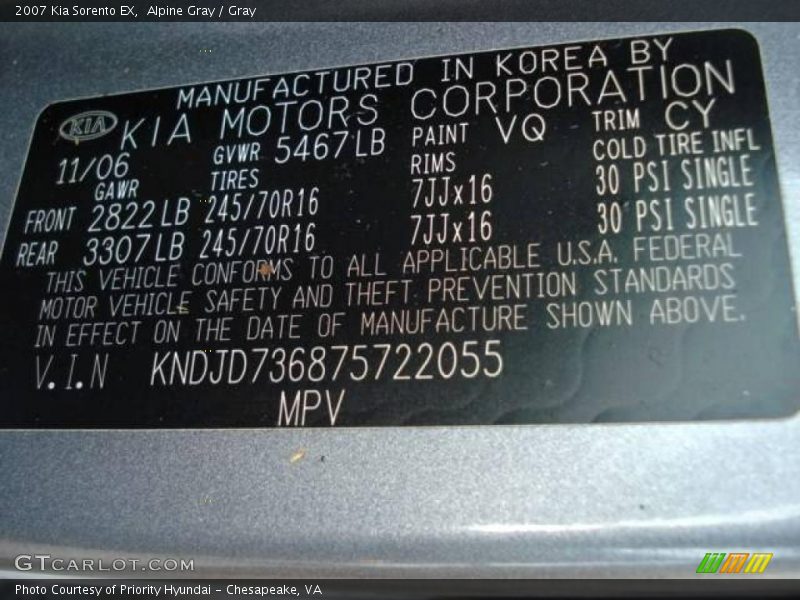 2007 Kia Sorento EX,  Alpine Gray / Gray
MANUFACTURED IN KOREA BY
KIA KIA MOTORS CORPORATION
11/06 GVWR 5467LB PAINT VQ TRIM CY
GAWR TIRES RIMS COLD TIRE INFL
FRONT 2822LB 245/70R16 7JJx16 30 PSI SINGLE
REAR 3307LB 245/70R16 7JJx16 30 PSI SINGLE
THIS VEHICLE CONFORMS TO ALL APPLICABLE U.S.A. FEDERAL
MOTOR VEHICLE SAFETY AND THEFT PREVENTION STANDARDS
IN EFFECT ON THE DATE OF MANUFACTURE SHOWN ABOVE.
V.I.N KNDJD736875722055
MPV
GTCARLOT.COM
Photo Courtesy of Priority Hyundai - Chesapeake, VA